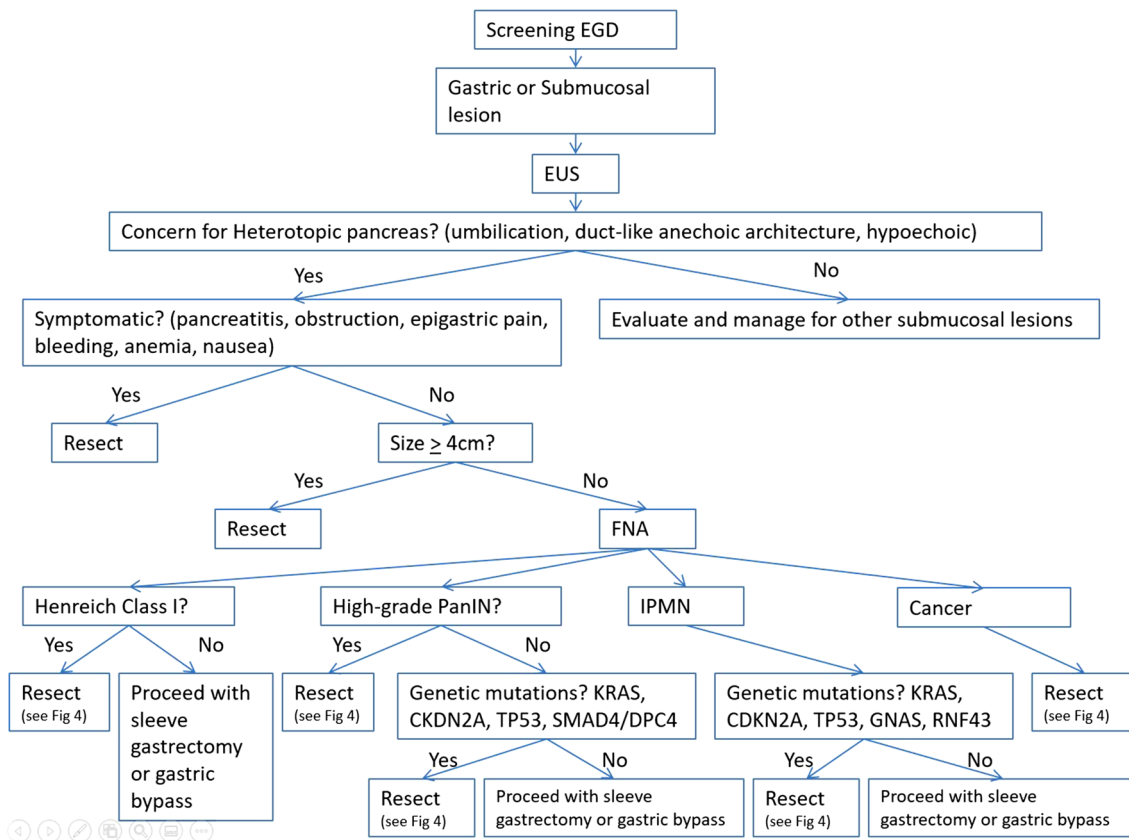 Screening EGD
Gastric or Submucosal
lesion
EUS
Concern for Heterotopic pancreas? (umbilication, duct-like anechoic architecture, hypoechoic)
Yes
No
Symptomatic? (pancreatitis, obstruction, epigastric pain,
bleeding, anemia, nausea)
Evaluate and manage for other submucosal lesions
Yes
No
Resect
Size ≥ 4cm?
Yes
No
Resect
FNA
Henreich Class I?
High-grade PanIN?
IPMN
Cancer
Yes
No
Yes
No
Resect
(see Fig 4)
Proceed with
sleeve
gastrectomy
or gastric
bypass
Resect
(see Fig 4)
Genetic mutations? KRAS,
CKDN2A, TP53, SMAD4/DPC4
Genetic mutations? KRAS,
CDKN2A, TP53, GNAS, RNF43
Resect
(see Fig 4)
Yes
No
Yes
No
Resect
(see Fig 4)
Proceed with sleeve
gastrectomy or gastric bypass
Resect
(see Fig 4)
Proceed with sleeve
gastrectomy or gastric bypass